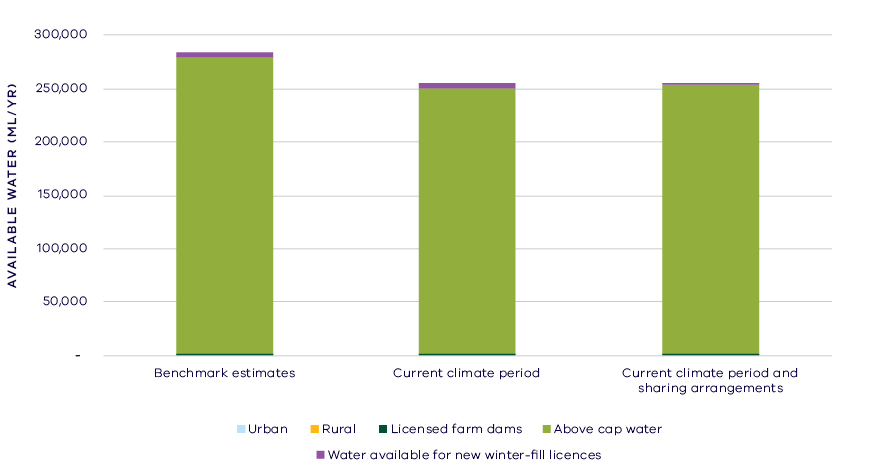 AVAILABLE WATER (ML/YR)
300,000
250,000
200,000
150,000
100,000
50,000
-
Benchmark estimates
Current climate period
Current climate period and
sharing arrangements
Urban
Rural
Licensed farm dams
Above cap water
Water available for new winter-fill licences